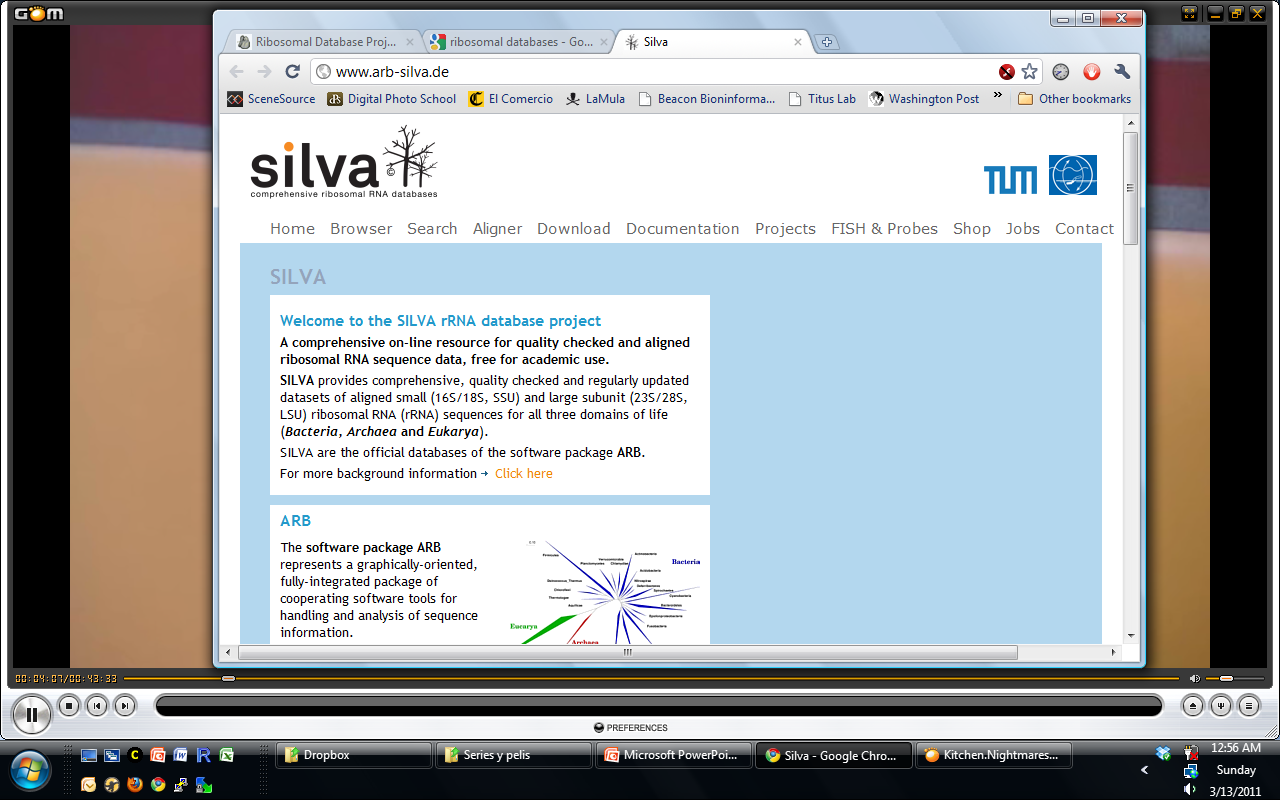 GOM
Ribosomal Database Proj...
ribosomal databases - Go...
Silva
www.arb-silva.de
SceneSource
Digital Photo School
El Comercio
LaMula
Beacon Bioninforma...
Titus Lab
Washington Post
»
Other bookmarks
silva
comprehensive ribosomal RNA databases
TUM
Home Browser Search Aligner Download Documentation Projects FISH & Probes Shop Jobs Contact
SILVA
Welcome to the SILVA rRNA database project
A comprehensive on-line resource for quality checked and aligned
ribosomal RNA sequence data, free for academic use.
SILVA provides comprehensive, quality checked and regularly updated
datasets of aligned small (16S/18S, SSU) and large subunit (23S/28S,
LSU) ribosomal RNA (rRNA) sequences for all three domains of life
(Bacteria, Archaea and Eukarya).
SILVA are the official databases of the software package ARB.
For more background information → Click here
ARB
The software package ARB
represents a graphically-oriented,
fully-integrated package of
cooperating software tools for
handling and analysis of sequence
information.
Bacteria
Eucarya
Archaea
00:04:07/00:43:33
PREFERENCES
Dropbox
Series y pelis
Microsoft PowerPoi...
Silva - Google Chro...
Kitchen.Nightmares...
12:56 AM
Sunday
3/13/2011